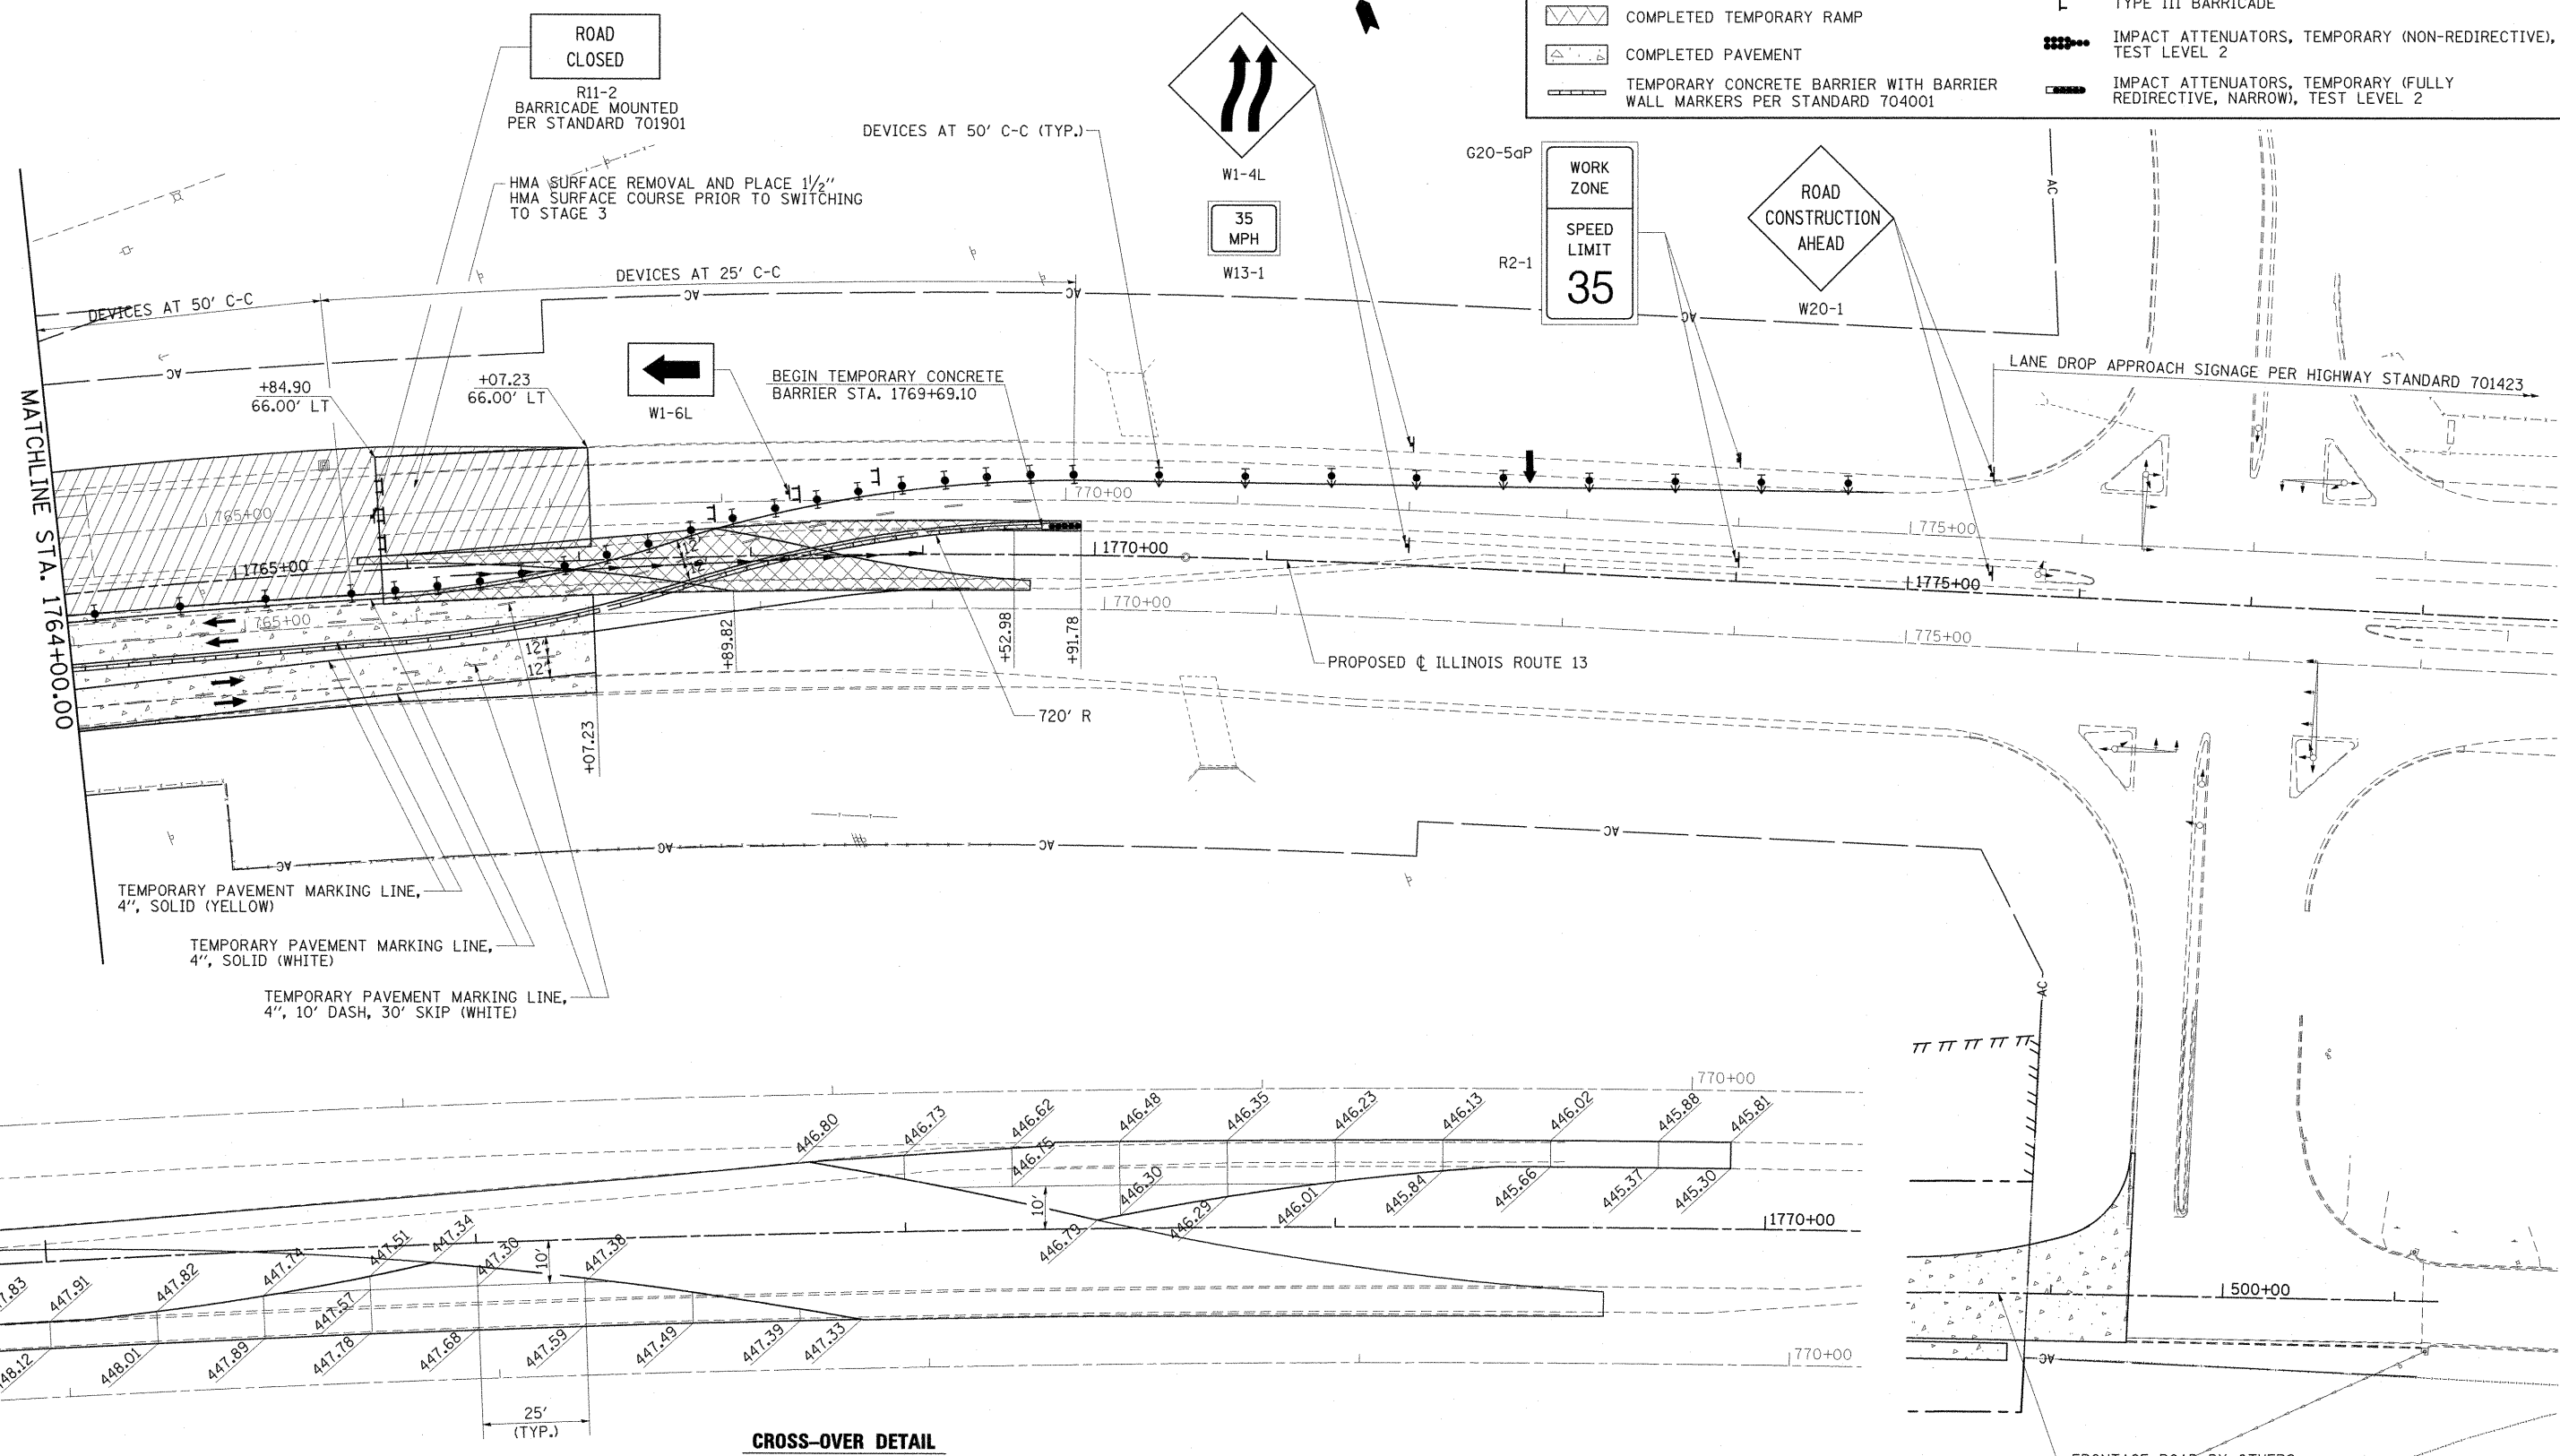 COMPLETED TEMPORARY RAMP
COMPLETED PAVEMENT
TEMPORARY CONCRETE BARRIER WITH BARRIER
WALL MARKERS PER STANDARD 704001
TYPE III BARRICADE
IMPACT ATTENUATORS, TEMPORARY (NON-REDIRECTIVE),
TEST LEVEL 2
IMPACT ATTENUATORS, TEMPORARY (FULLY
REDIRECTIVE, NARROW), TEST LEVEL 2
ROAD
CLOSED
R11-2
BARRICADE MOUNTED
PER STANDARD 701901
DEVICES AT 50' C-C (TYP.)
HMA SURFACE REMOVAL AND PLACE 1½"
HMA SURFACE COURSE PRIOR TO SWITCHING
TO STAGE 3
W1-4L
35
MPH
W13-1
G20-5aP
WORK
ZONE
SPEED
LIMIT
35
R2-1
ROAD
CONSTRUCTION
AHEAD
W20-1
AC
DEVICES AT 50' C-C
DEVICES AT 25' C-C
AC
AC
AC
AC
LANE DROP APPROACH SIGNAGE PER HIGHWAY STANDARD 701423
+84.90
66.00' LT
+07.23
66.00' LT
W1-6L
BEGIN TEMPORARY CONCRETE
BARRIER STA. 1769+69.10
MATCHLINE STA. 1764+00.00
765+00
770+00
775+00
1765+00
1770+00
1775+00
765+00
770+00
775+00
12'
12'
12'
12'
+89.82
+52.98
+91.78
+07.23
PROPOSED ℄ ILLINOIS ROUTE 13
720' R
AC
AC
AC
AC
AC
TEMPORARY PAVEMENT MARKING LINE,
4", SOLID (YELLOW)
TEMPORARY PAVEMENT MARKING LINE,
4", SOLID (WHITE)
TEMPORARY PAVEMENT MARKING LINE,
4", 10' DASH, 30' SKIP (WHITE)
770+00
446.80
446.73
446.62
446.48
446.35
446.23
446.13
446.02
445.88
445.81
446.75
446.30
446.79
446.29
446.01
445.84
445.66
445.37
445.30
10'
1770+00
447.91
447.82
447.74
447.51
447.34
447.30
447.38
10'
447.57
448.01
447.89
447.78
447.68
447.59
447.49
447.39
447.33
770+00
25'
(TYP.)
CROSS-OVER DETAIL
500+00
AC